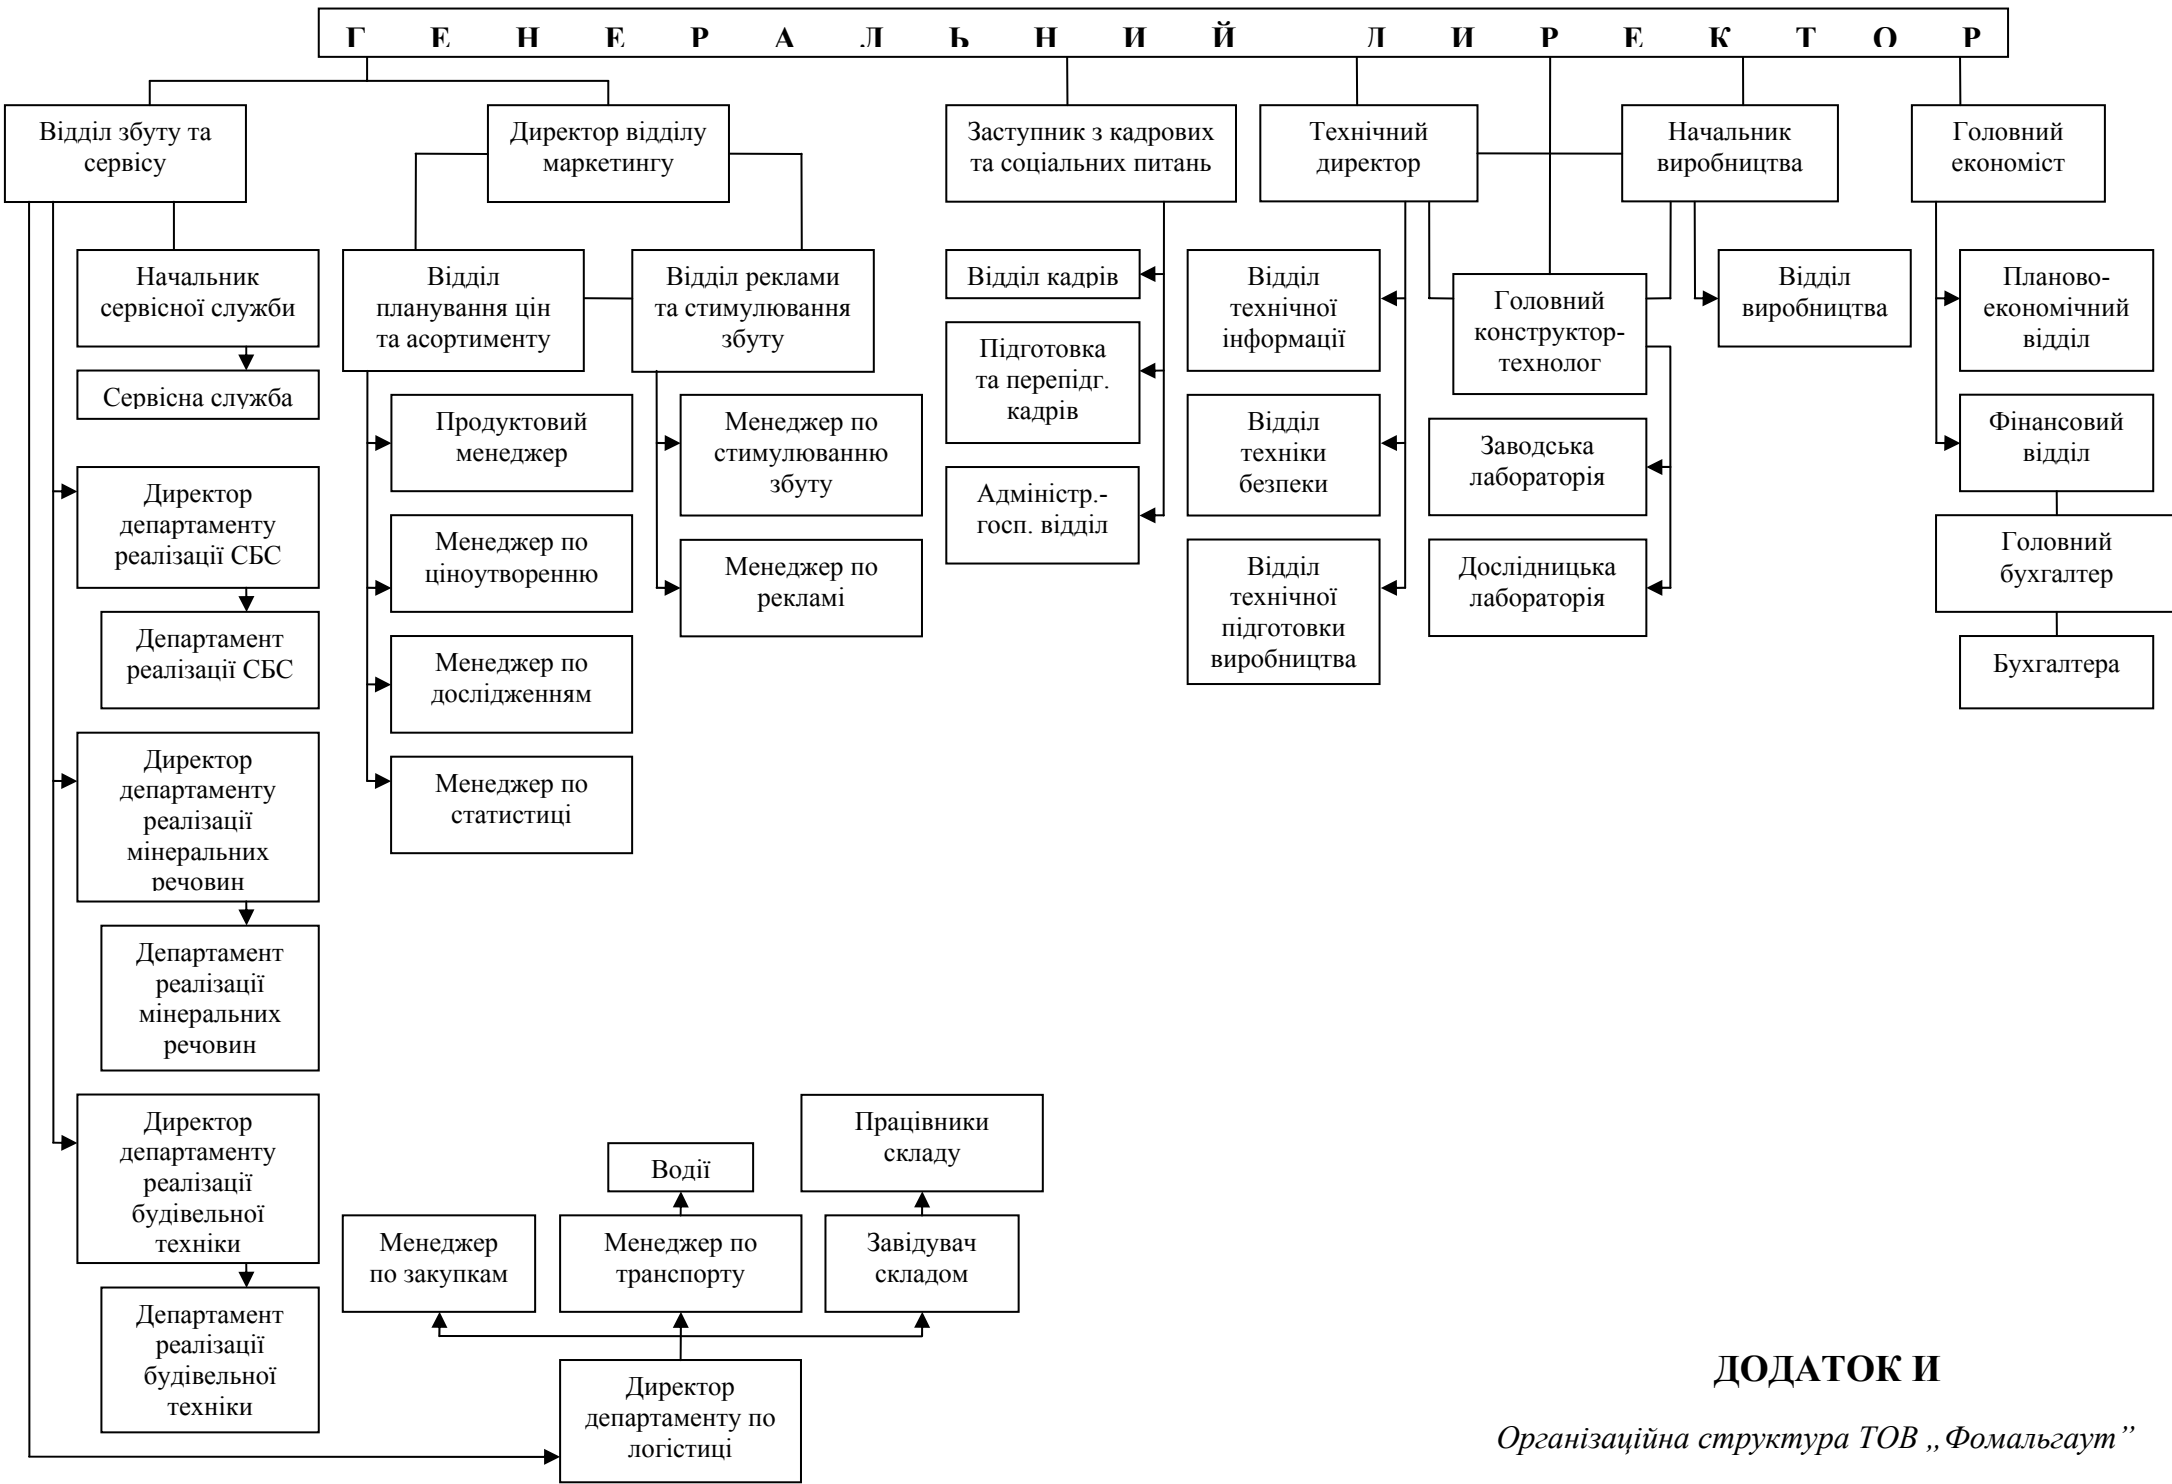 Г Е Н Е Р А Л Ь Н И Й Д И Р Е К Т О Р
Відділ збуту та
сервісу
Директор відділу
маркетингу
Заступник з кадрових
та соціальних питань
Технічний
директор
Начальник
виробництва
Головний
економіст
Начальник
сервісної служби
Сервісна служба
Відділ
планування цін
та асортименту
Відділ реклами
та стимулювання
збуту
Відділ кадрів
Підготовка
та перепідг.
кадрів
Адміністр.-
госп. відділ
Відділ
технічної
інформації
Відділ
техніки
безпеки
Відділ
технічної
підготовки
виробництва
Головний
конструктор-
технолог
Заводська
лабораторія
Дослідницька
лабораторія
Відділ
виробництва
Планово-
економічний
відділ
Фінансовий
відділ
Головний
бухгалтер
Бухгалтера
Продуктовий
менеджер
Менеджер по
ціноутворенню
Менеджер по
дослідженням
Менеджер по
статистиці
Менеджер по
стимулюванню
збуту
Менеджер по
рекламі
Директор
департаменту
реалізації СБС
Департамент
реалізації СБС
Директор
департаменту
реалізації
мінеральних
речовин
Департамент
реалізації
мінеральних
речовин
Директор
департаменту
реалізації
будівельної
техніки
Департамент
реалізації
будівельної
техніки
Працівники
складу
Водії
Менеджер
по закупкам
Менеджер по
транспорту
Завідувач
складом
Директор
департаменту по
логістиці
ДОДАТОК И
Організаційна структура ТОВ „Фомальгаут”